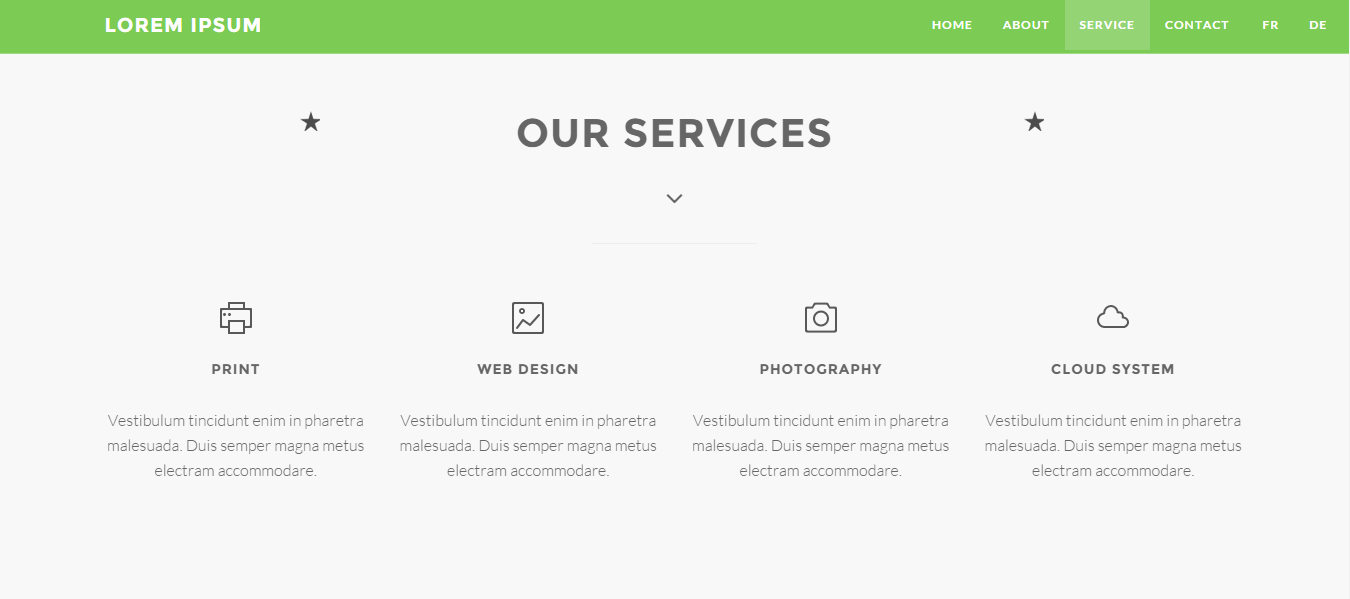 LOREM IPSUM
HOME ABOUT SERVICE CONTACT FR DE
OUR SERVICES
PRINT
Vestibulum tincidunt enim in pharetra
malesuada. Duis semper magna metus
electram accommodare.
WEB DESIGN
Vestibulum tincidunt enim in pharetra
malesuada. Duis semper magna metus
electram accommodare.
PHOTOGRAPHY
Vestibulum tincidunt enim in pharetra
malesuada. Duis semper magna metus
electram accommodare.
CLOUD SYSTEM
Vestibulum tincidunt enim in pharetra
malesuada. Duis semper magna metus
electram accommodare.